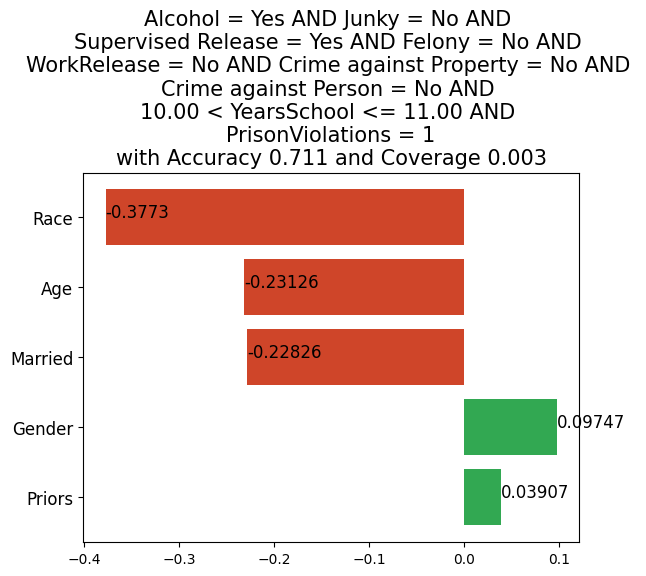 Alcohol = Yes AND Junky = No AND
Supervised Release = Yes AND Felony = No AND
WorkRelease = No AND Crime against Property = No AND
Crime against Person = No AND
10.00 < YearsSchool <= 11.00 AND
PrisonViolations = 1
with Accuracy 0.711 and Coverage 0.003
Race -0.3773
Age -0.23126
Married -0.22826
Gender 0.09747
Priors 0.03907
−0.4 −0.3 −0.2 −0.1 0.0 0.1